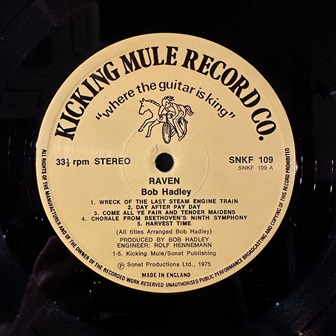 KICKING MULE RECORD CO.
"where the guitar is king"
33⅓ rpm STEREO
SNKF 109
SNKF 109 A
RAVEN
Bob Hadley
1. WRECK OF THE LAST STEAM ENGINE TRAIN
2. DAY AFTER PAY DAY
3. COME ALL YE FAIR AND TENDER MAIDENS
4. CHORALE FROM BEETHOVEN'S NINTH SYMPHONY
5. HARVEST TIME
(All titles Arranged Bob Hadley)
PRODUCED BY BOB HADLEY
ENGINEER: ROLF HENNEMANN
1-5. Kicking Mule/Sonet Publishing
Ⓟ Sonet Productions Ltd., 1975
MADE IN ENGLAND
ALL RIGHTS OF THE MANUFACTURER AND OF THE OWNER OF THE RECORDED WORK RESERVED UNAUTHORISED PUBLIC PERFORMANCE BROADCASTING AND COPYING OF THIS RECORD PROHIBITED